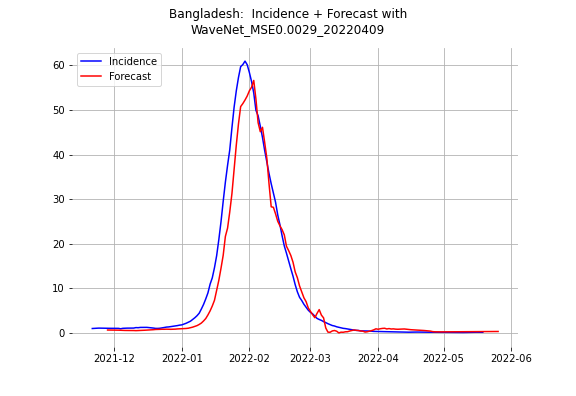 Bangladesh:  Incidence + Forecast with
WaveNet_MSE0.0029_20220409
Incidence
Forecast
60
50
40
30
20
10
0
2021-12 2022-01 2022-02 2022-03 2022-04 2022-05 2022-06